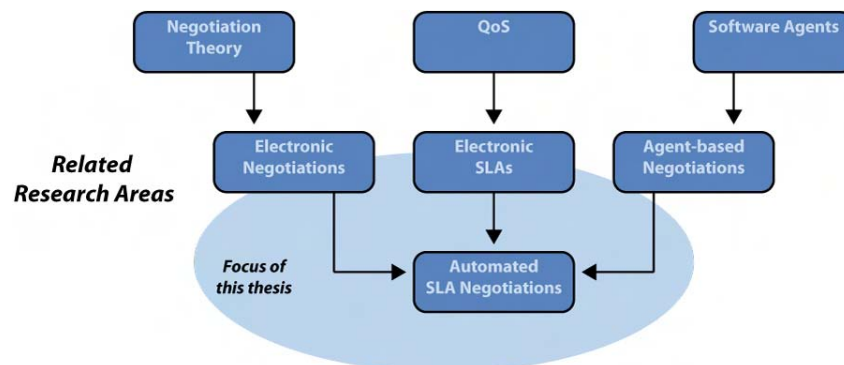 Negotiation
Theory
QoS
Software Agents
Electronic
Negotiations
Electronic
SLAs
Agent-based
Negotiations
Related
Research Areas
Focus of
this thesis
Automated
SLA Negotiations